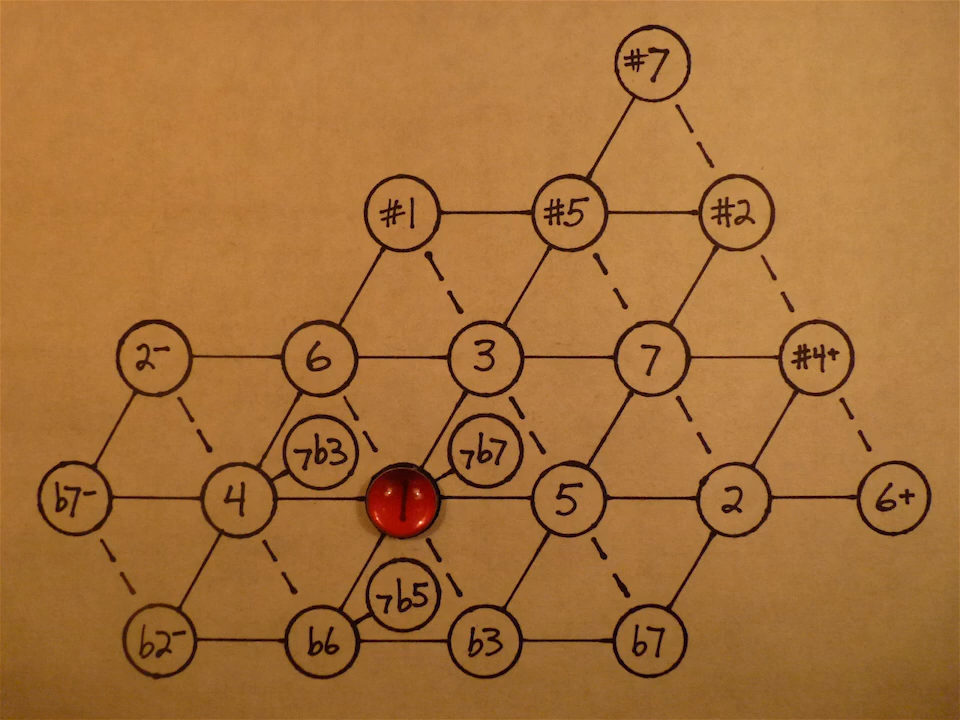 #7
#1 #5 #2
2- 6 3 7 #4+
7b3 7b7
b7- 4 1 5 2 6+
7b5
b2- b6 b3 b7